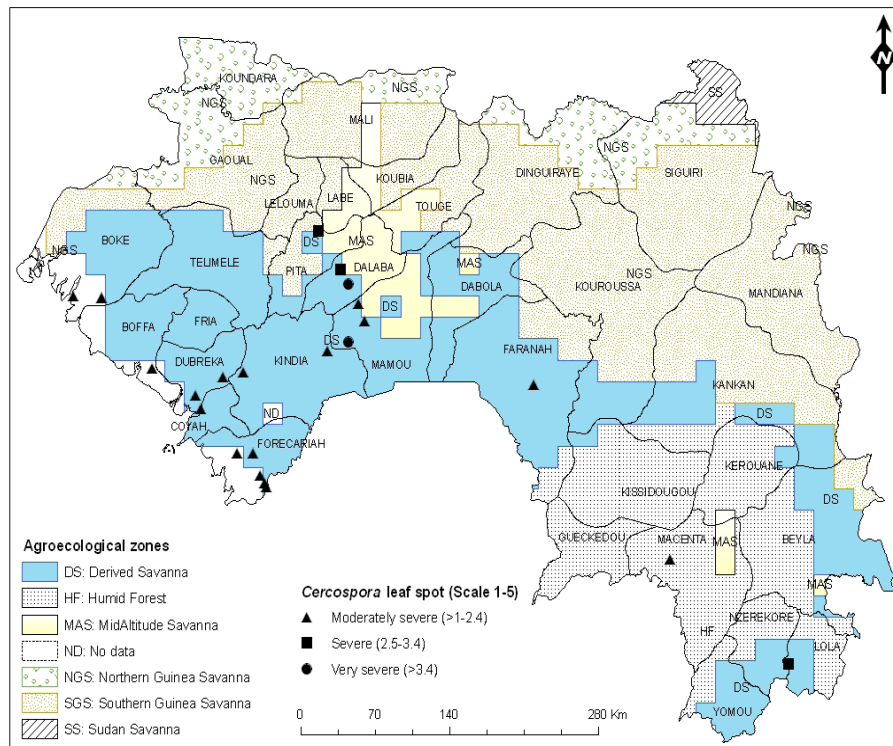 N
KOUNDARA
NGS
SS
NGS
MALI
NGS
GAOUAL
NGS
LELOUMA
LABE
KOUBIA
TOUGE
DINGUIRAYE
SIGUIRI
NGS
BOKE
NGS
TELIMELE
DS
MAS
PITA
DALABA
MAS
DABOLA
KOUROUSSA
NGS
NGS
MANDIANA
BOFFA
FRIA
DS
DUBREKA
KINDIA
DS
MAMOU
FARANAH
KANKAN
COYAH
ND
DS
FORECARIAH
KEROUANE
KISSIDOUGOU
DS
GUECKEDOU
MACENTA
MAS
BEYLA
MAS
NZEREKORE
HF
LOLA
DS
YOMOU
Agroecological zones
DS: Derived Savanna
HF: Humid Forest
MAS: MidAltitude Savanna
ND: No data
NGS: Northern Guinea Savanna
SGS: Southern Guinea Savanna
SS: Sudan Savanna
Cercospora leaf spot (Scale 1-5)
Moderately severe (>1-2.4)
Severe (2.5-3.4)
Very severe (>3.4)
0 70 140 280 Km